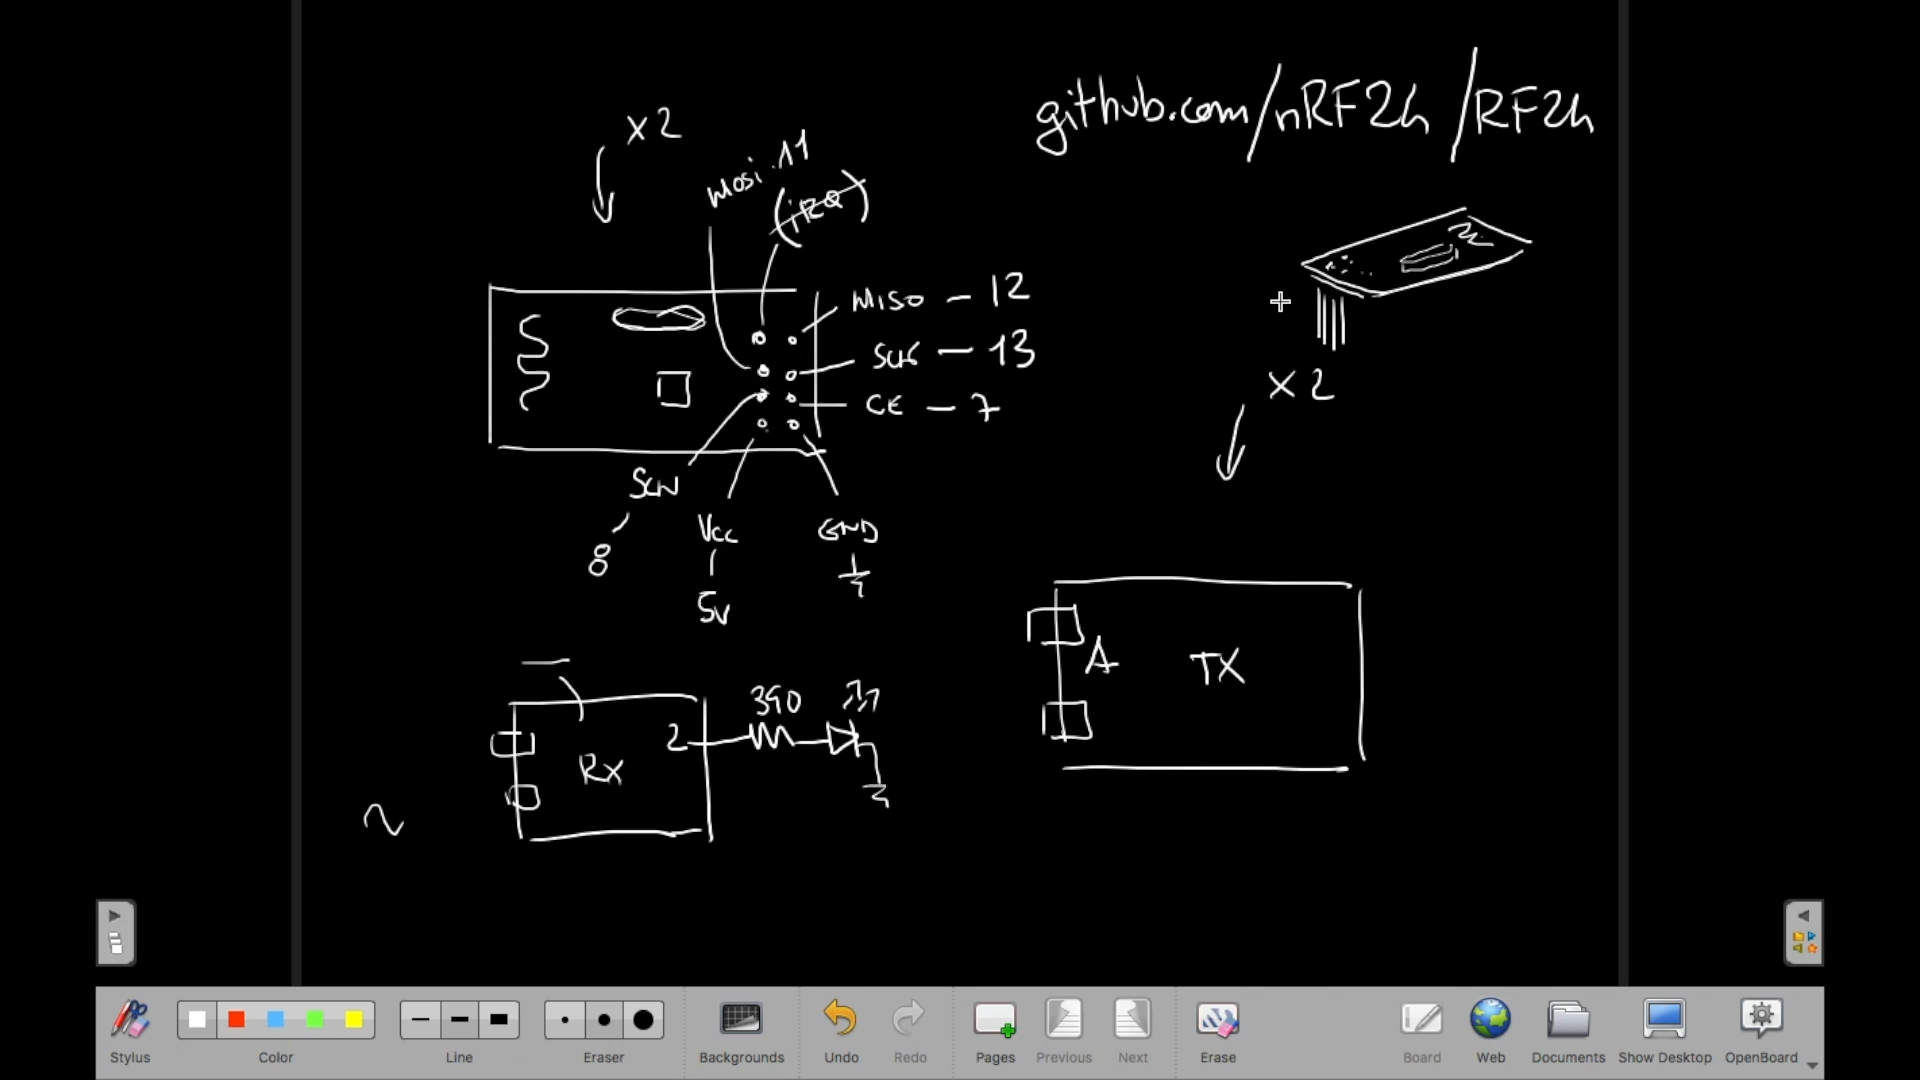 github.com/nRF24/RF24
x2
Mosi.11
(iRQ)
MISO - 12
SCK - 13
CE - 7
x2
SCN
8
Vcc
5V
GND
390
2
Rx
A
TX
Stylus
Color
Line
Eraser
Backgrounds
Undo
Redo
Pages
Previous
Next
Erase
Board
Web
Documents
Show Desktop
OpenBoard